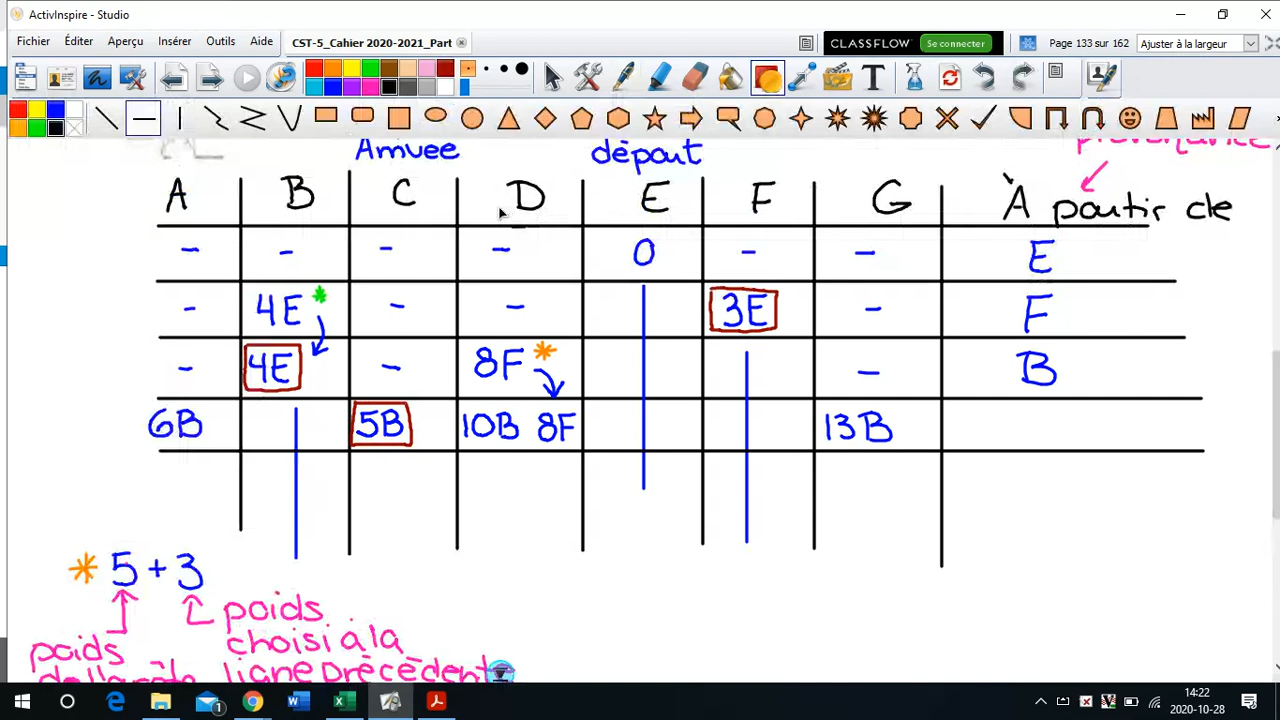 ActivInspire - Studio
Fichier Éditer Aperçu Insérer Outils Aide
CST-5_Cahier 2020-2021_Part
CLASSFLOW Se connecter
Page 133 sur 162
Ajuster à la largeur
Arrivée départ
provenance
A B C D E F G À partir de
- - - - 0 - - E
- 4E * - - 3E - F
- 4E - 8F * - B
6B 5B 10B 8F 13B
* 5 + 3
poids
choisi à la
poids
ligne précédente
14:22
2020-10-28